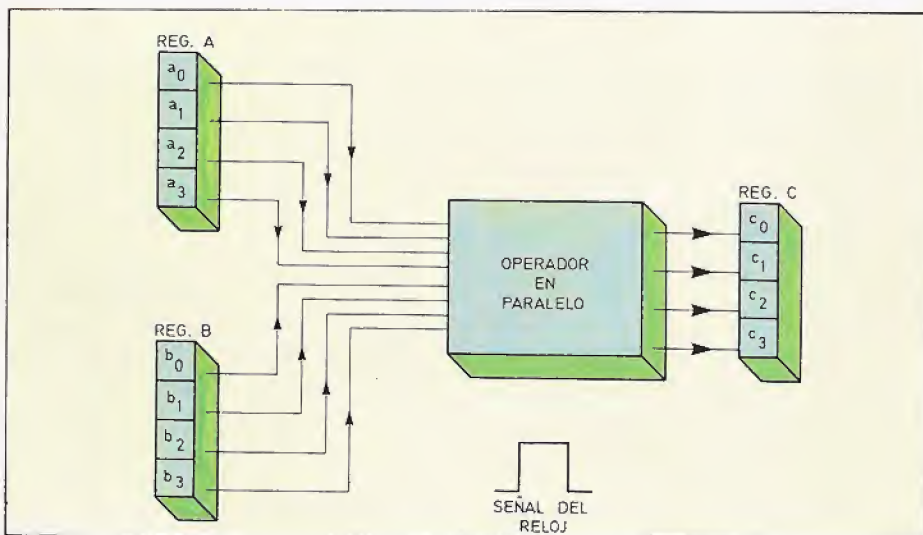 REG. A
a0
a1
a2
a3
REG. B
b0
b1
b2
b3
OPERADOR
EN
PARALELO
REG. C
c0
c1
c2
c3
SEÑAL DEL
RELOJ